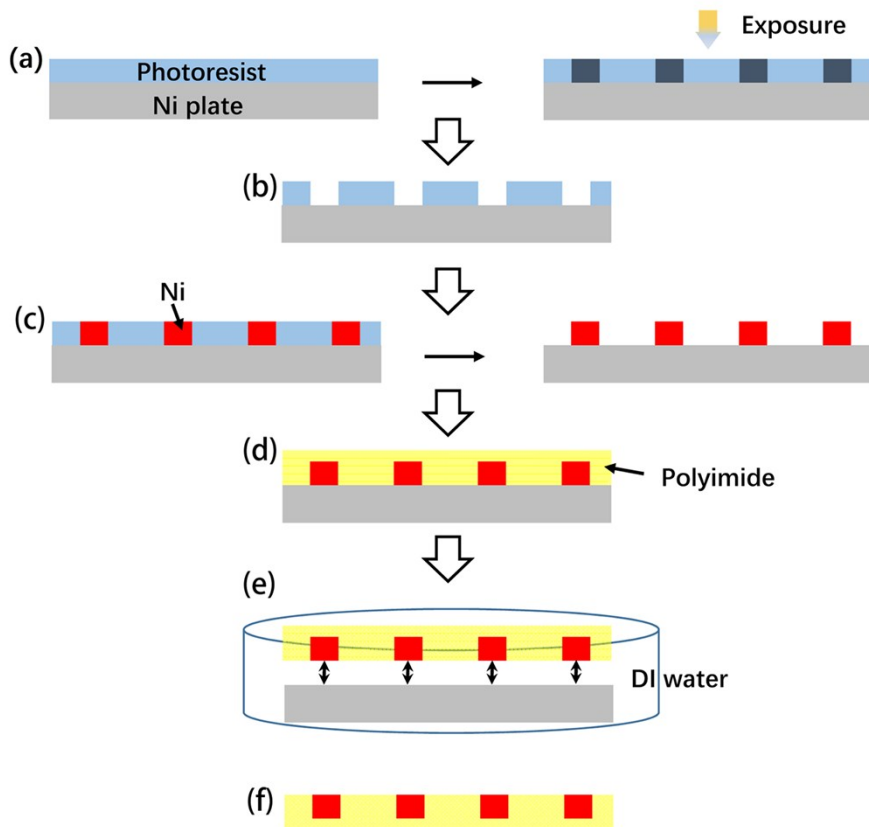 Exposure
(a)
Photoresist
Ni plate
(b)
Ni
(c)
(d)
Polyimide
(e)
DI water
(f)